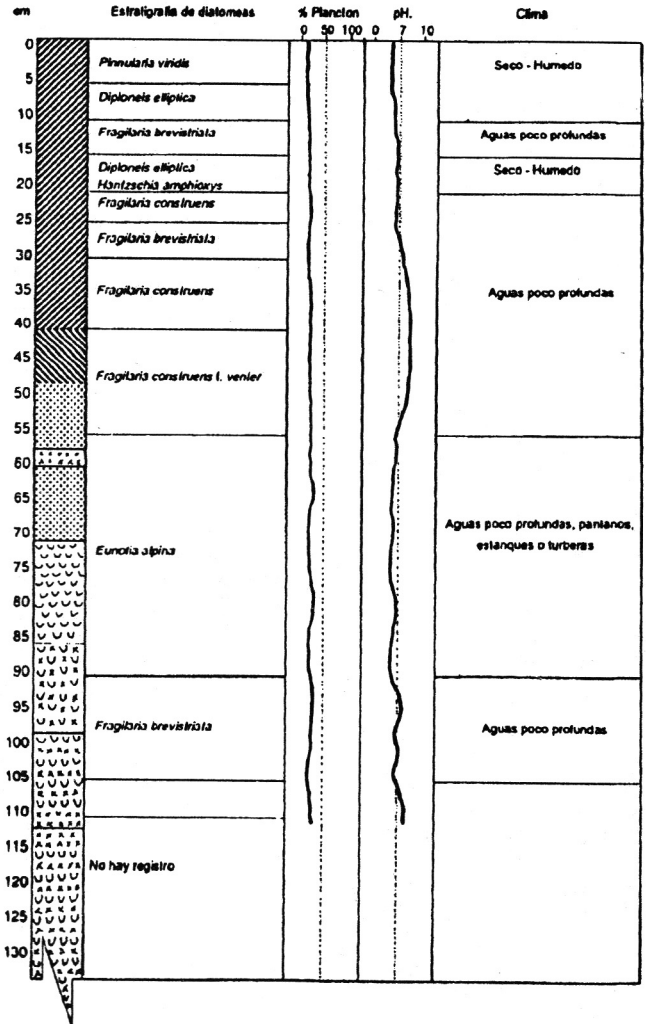 cm Estratigrafia de diatomeas % Plancton pH. Clima
0 50 100 0 7 10
0
Pinnularia viridis Seco - Humedo
5
Diploneis elliptica
10
Fragilaria brevistriata Aguas poco profundas
15
Diploneis elliptica Seco - Humedo
20 Hantzschia amphioxys
Fragilaria construens
25
Fragilaria brevistriata
30
35 Fragilaria construens Aguas poco profundas
40
45
Fragilaria construens f. venter
50
55
60
65
70 Aguas poco profundas, pantanos,
Eunotia alpina estanques o turberas
75
80
85
90
95
Fragilaria brevistriata Aguas poco profundas
100
105
110
115
No hay registro
120
125
130